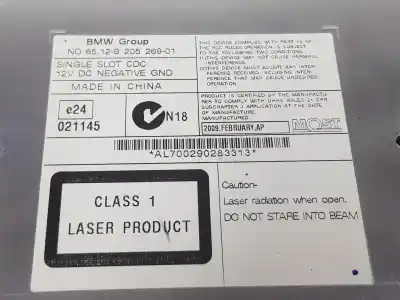 BMW Group
NO 65.12-9 205 269-01
SINGLE SLOT CDC
12V DC NEGATIVE GND
MADE IN CHINA
THIS DEVICE COMPLIES WITH PART 15 OF
THE FCC RULES OPERATION IS SUBJECT TO
THE FOLLOWING TWO CONDITIONS
(1)THIS DEVICE MAY NOT CAUSE HARMFUL
INTERFERENCE,
(2)THIS DEVICE MUST ACCEPT ANY INTER-
FERENCE RECEIVED INCLUDING INTER-
FERENCE THAT MAY CAUSE UNDESIRED
OPERATION
e24
021145
N18
PRODUCT IS CERTIFIED BY THE MANUFACTU-
RER TO COMPLY WITH DHHS RULES 21 CFR
SUBCHAPTER J APPLICATION AT THE DATE
OF MANUFACTURE
MANUFACTURED
2009.FEBRUARY.AP
MOST
*AL700290283313*
CLASS 1
LASER PRODUCT
Caution-
Laser radiation when open.
DO NOT STARE INTO BEAM